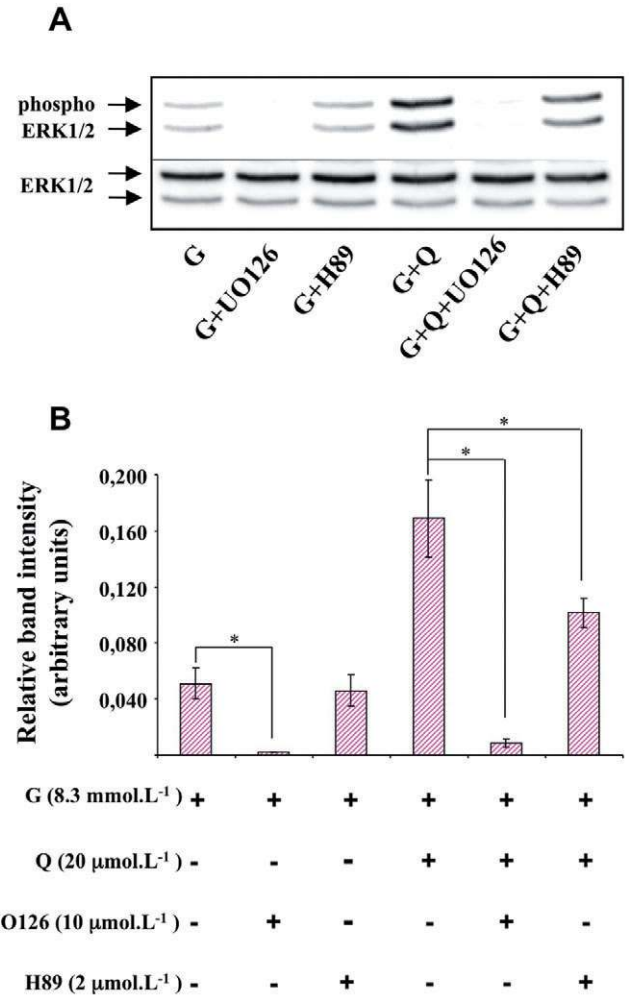 A
phospho
ERK1/2
ERK1/2
G
G+UO126
G+H89
G+Q
G+Q+UO126
G+Q+H89
B
Relative band intensity
(arbitrary units)
0,200
0,160
0,120
0,080
0,040
*
*
*
G (8.3 mmol.L-1 ) + + + + + +
Q (20 μmol.L-1 ) - - - + + +
O126 (10 μmol.L-1 ) - + - - + -
H89 (2 μmol.L-1 ) - - + - - +